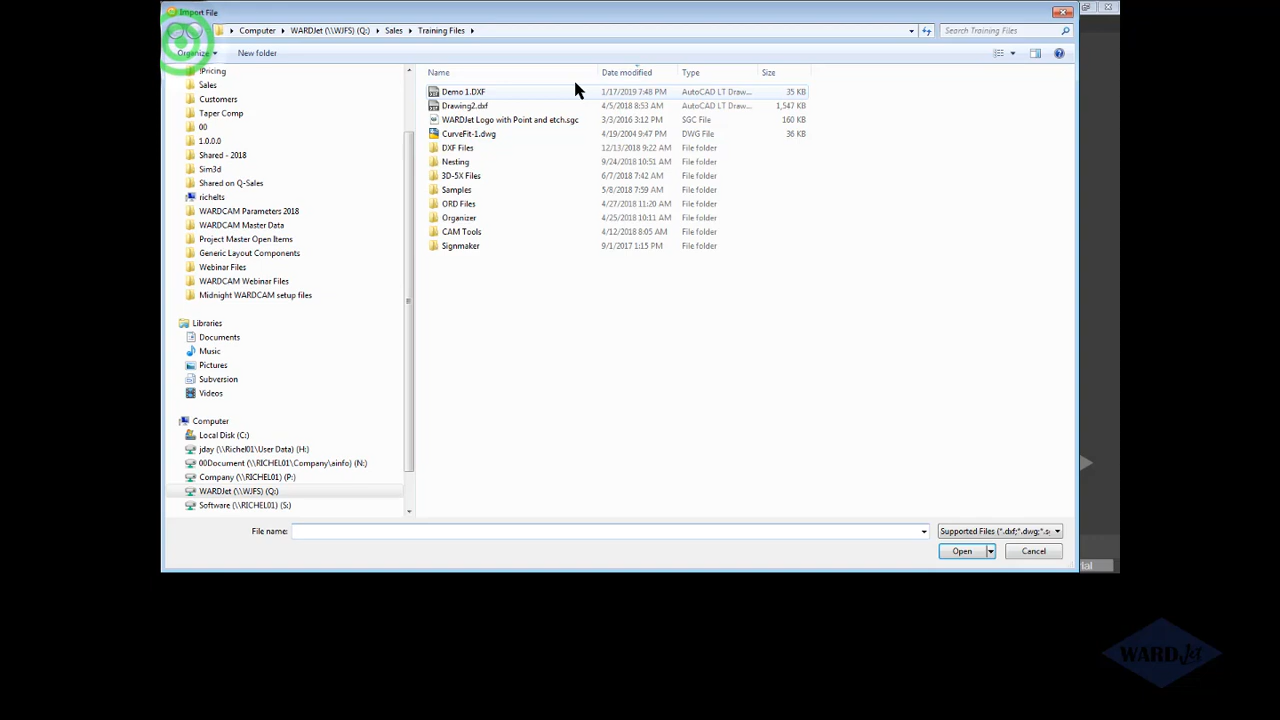 Import File
Computer ▸ WARDJet (\\WJFS) (Q:) ▸ Sales ▸ Training Files ▸
Search Training Files
Organize
New folder
Name Date modified Type Size
!Pricing
Sales
Customers
Taper Comp
00
1.0.0.0
Shared - 2018
Sim3d
Shared on Q-Sales
richelts
WARDCAM Parameters 2018
WARDCAM Master Data
Project Master Open Items
Generic Layout Components
Webinar Files
WARDCAM Webinar Files
Midnight WARDCAM setup files
Libraries
Documents
Music
Pictures
Subversion
Videos
Computer
Local Disk (C:)
jday (\\Richel01\User Data) (H:)
00Document (\\RICHEL01\Company\ainfo) (N:)
Company (\\RICHEL01) (P:)
WARDJet (\\WJFS) (Q:)
Software (\\RICHEL01) (S:)
Demo 1.DXF 1/17/2019 7:48 PM AutoCAD LT Draw... 35 KB
Drawing2.dxf 4/5/2018 8:53 AM AutoCAD LT Draw... 1,547 KB
WARDJet Logo with Point and etch.sgc 3/3/2016 3:12 PM SGC File 160 KB
CurveFit-1.dwg 4/19/2004 9:47 PM DWG File 36 KB
DXF Files 12/13/2018 9:22 AM File folder
Nesting 9/24/2018 10:51 AM File folder
3D-5X Files 6/7/2018 7:42 AM File folder
Samples 5/8/2018 7:59 AM File folder
ORD Files 4/27/2018 11:20 AM File folder
Organizer 4/25/2018 10:11 AM File folder
CAM Tools 4/12/2018 8:05 AM File folder
Signmaker 9/1/2017 1:15 PM File folder
File name:
Supported Files (*.dxf;*.dwg;*.s
Open
Cancel
ial
WARDJet